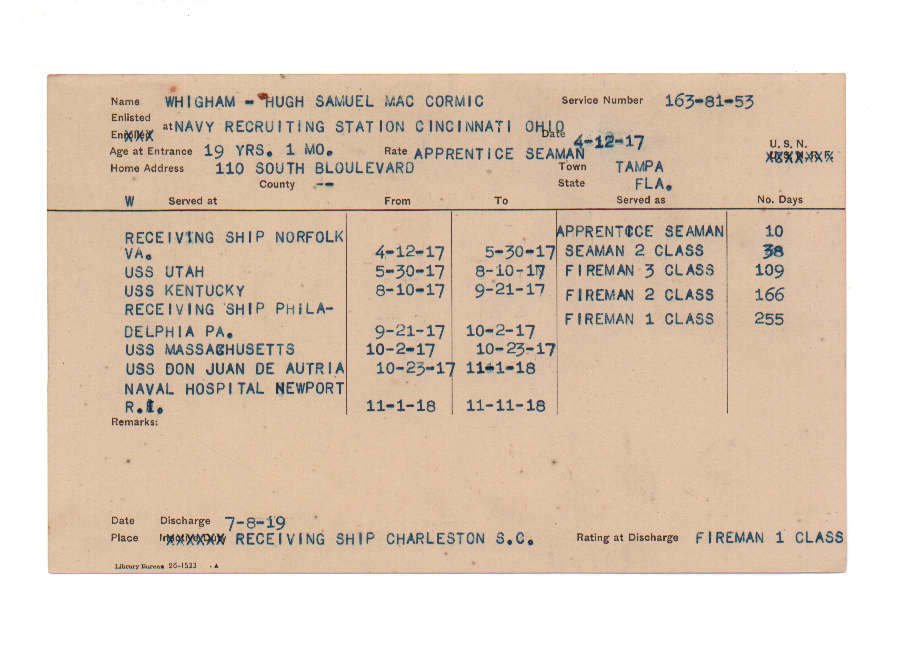 Name WHIGHAM - HUGH SAMUEL MAC CORMIC Service Number 163-81-53
Enlisted
at NAVY RECRUITING STATION CINCINNATI OHIO Date 4-12-17
Age at Entrance 19 YRS. 1 MO. Rate APPRENTICE SEAMAN U. S. N.
Home Address 110 SOUTH BLOULEVARD Town TAMPA
County -- State FLA.
W Served at From To Served as No. Days
RECEIVING SHIP NORFOLK APPRENTCCE SEAMAN 10
VA. 4-12-17 5-30-17 SEAMAN 2 CLASS 38
USS UTAH 5-30-17 8-10-17 FIREMAN 3 CLASS 109
USS KENTUCKY 8-10-17 9-21-17 FIREMAN 2 CLASS 166
RECEIVING SHIP PHILA-
FIREMAN 1 CLASS 255
DELPHIA PA. 9-21-17 10-2-17
USS MASSACHUSETTS 10-2-17 10-23-17
USS DON JUAN DE AUTRIA 10-23-17 11-1-18
NAVAL HOSPITAL NEWPORT
R.I. 11-1-18 11-11-18
Remarks:
Date Discharge 7-8-19
Place RECEIVING SHIP CHARLESTON S.C. Rating at Discharge FIREMAN 1 CLASS
Library Bureau 26-1523 . A